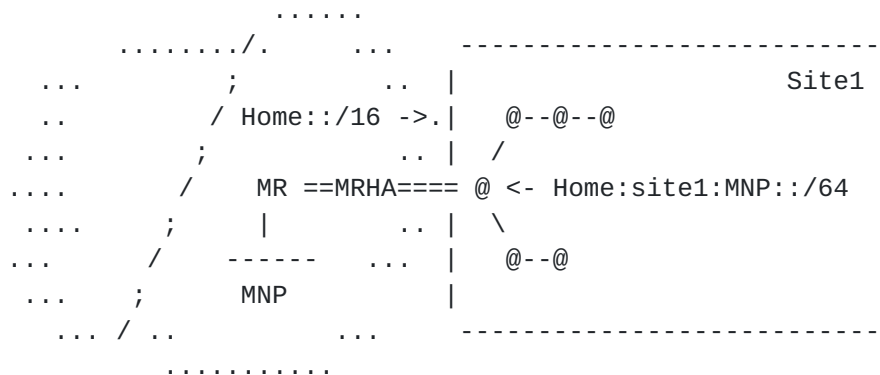 ......
......../.      ...    ---------------------------
...         ;          ..  |                     Site1
..         / Home::/16 ->.|   @--@--@
...       ;             .. |  /
....      /    MR ==MRHA==== @ <- Home:site1:MNP::/64
....     ;     |        .. |  \
...      /    ------   ...  |   @--@
...    ;      MNP          |
... / ..          ...     ---------------------------
...........